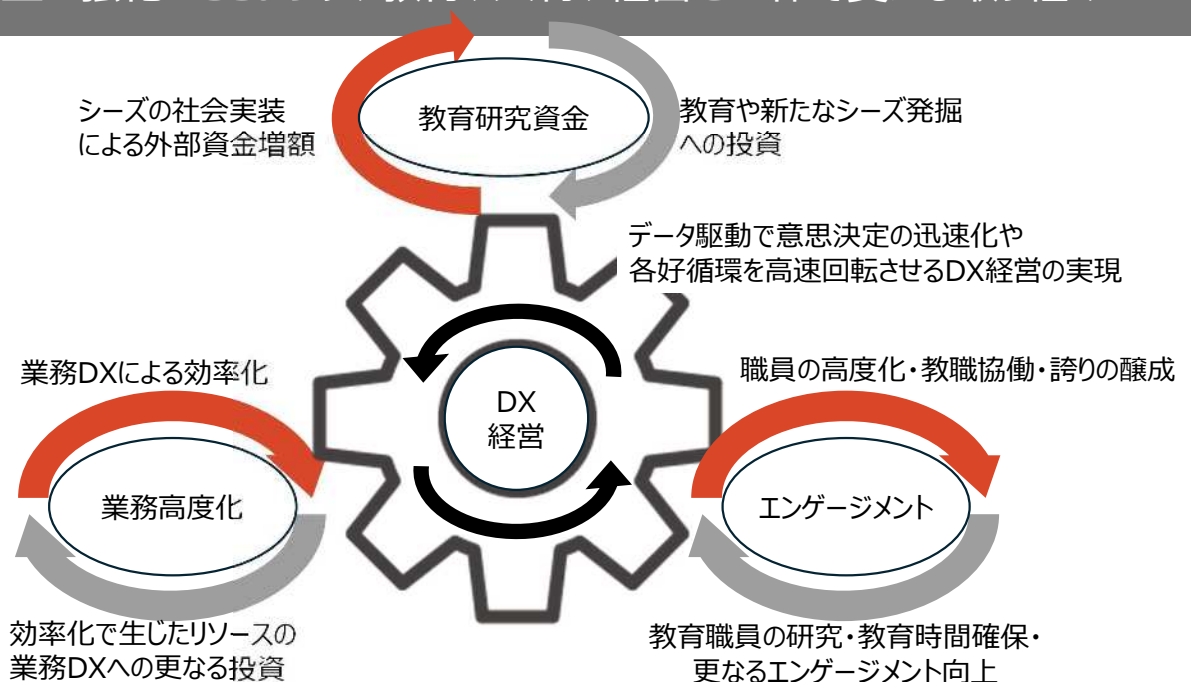 教育研究資金
シーズの社会実装
による外部資金増額
教育や新たなシーズ発掘
への投資
データ駆動で意思決定の迅速化や
各好循環を高速回転させるDX経営の実現
業務DXによる効率化
職員の高度化・教職協働・誇りの醸成
DX
経営
業務高度化
エンゲージメント
効率化で生じたリソースの
業務DXへの更なる投資
教育職員の研究・教育時間確保・
更なるエンゲージメント向上